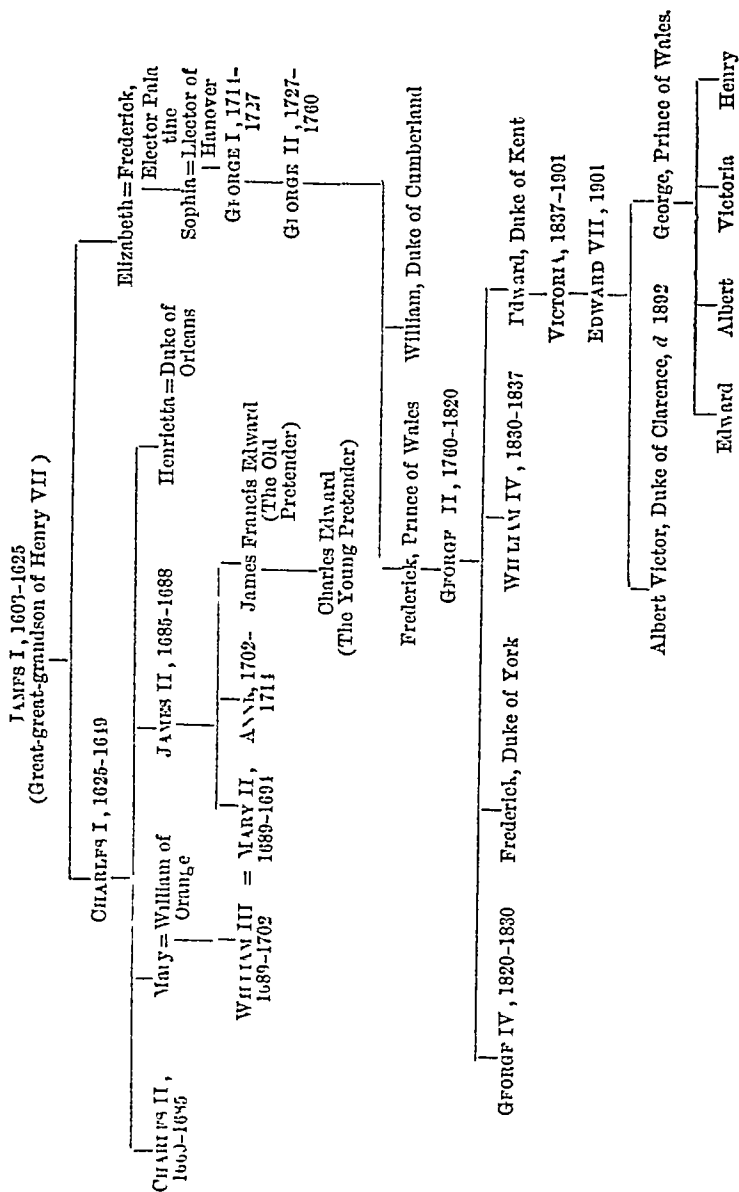 JAMES I, 1603–1625
(Great-great-grandson of Henry VII)
CHARLES I, 1625–1649
Elizabeth=Frederick,
Elector Pala
tine
Sophia=Elector of
Hanover
GEORGE I, 1714–
1727
GEORGE II, 1727–
1760
CHARLES II,
1660–1685
Mary=William of
Orange
JAMES II, 1685–1688
Henrietta=Duke of
Orleans
WILLIAM III = MARY II,
1689–1702
1689–1694
ANNE, 1702–
1714
James Francis Edward
(The Old
Pretender)
Charles Edward
(The Young Pretender)
Frederick, Prince of Wales
William, Duke of Cumberland
GEORGE II, 1760–1820
GEORGE IV, 1820–1830
Frederick, Duke of York
WILLIAM IV, 1830–1837
Edward, Duke of Kent
VICTORIA, 1837–1901
EDWARD VII, 1901
Albert Victor, Duke of Clarence, d 1892
George, Prince of Wales.
Edward
Albert
Victoria
Henry